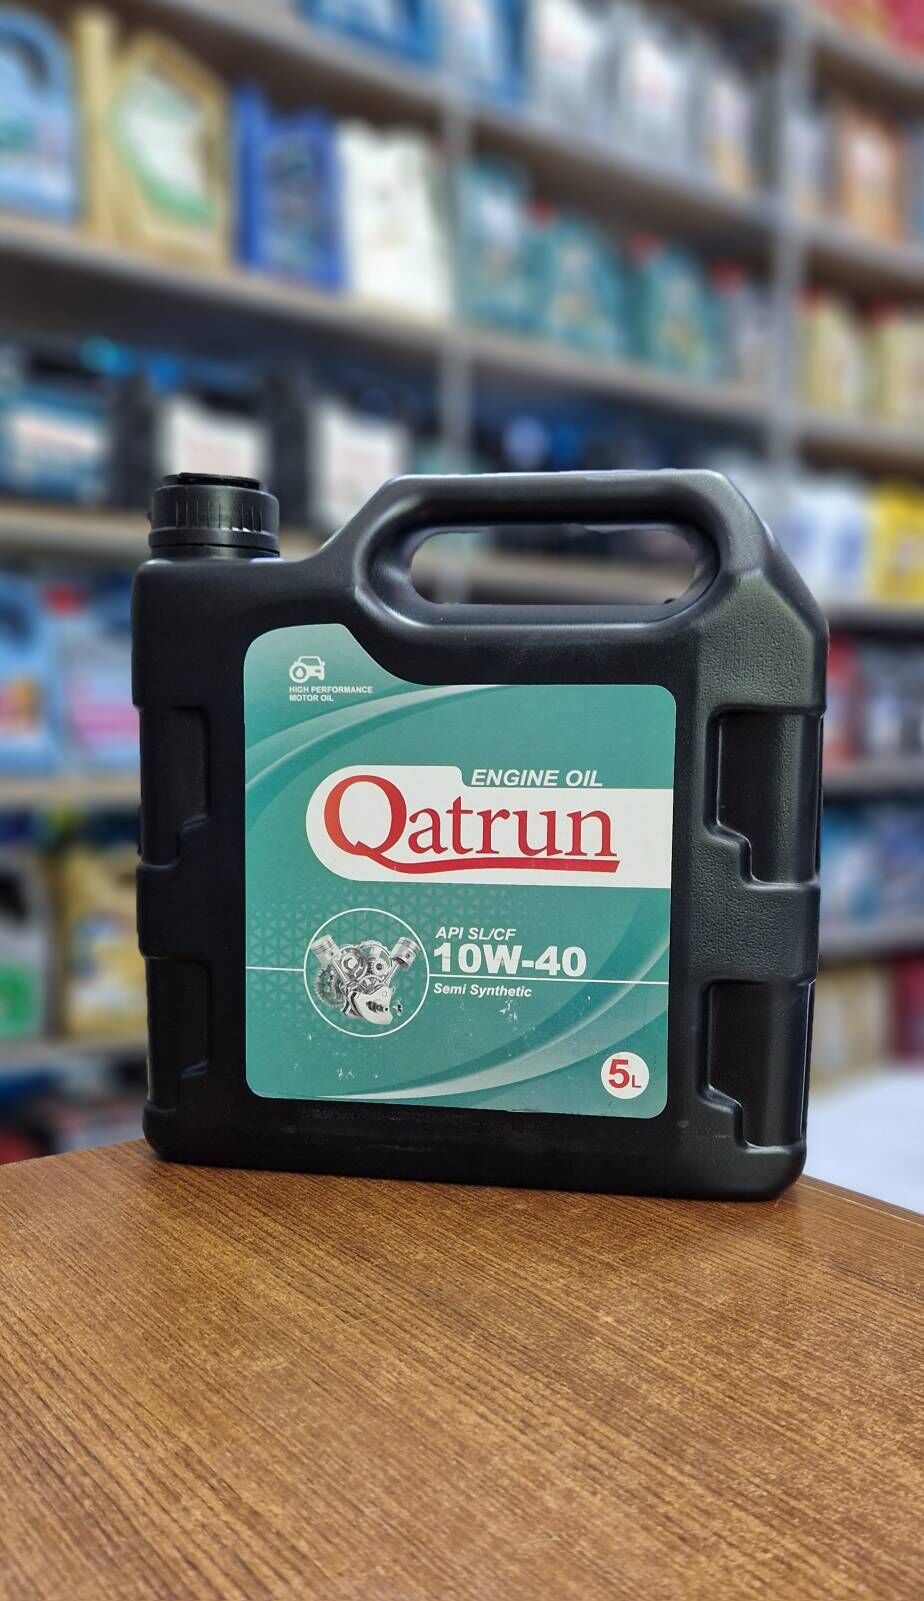 HIGH PERFORMANCE
MOTOR OIL
ENGINE OIL
Qatrun
API SL/CF
10W-40
Semi Synthetic
5L